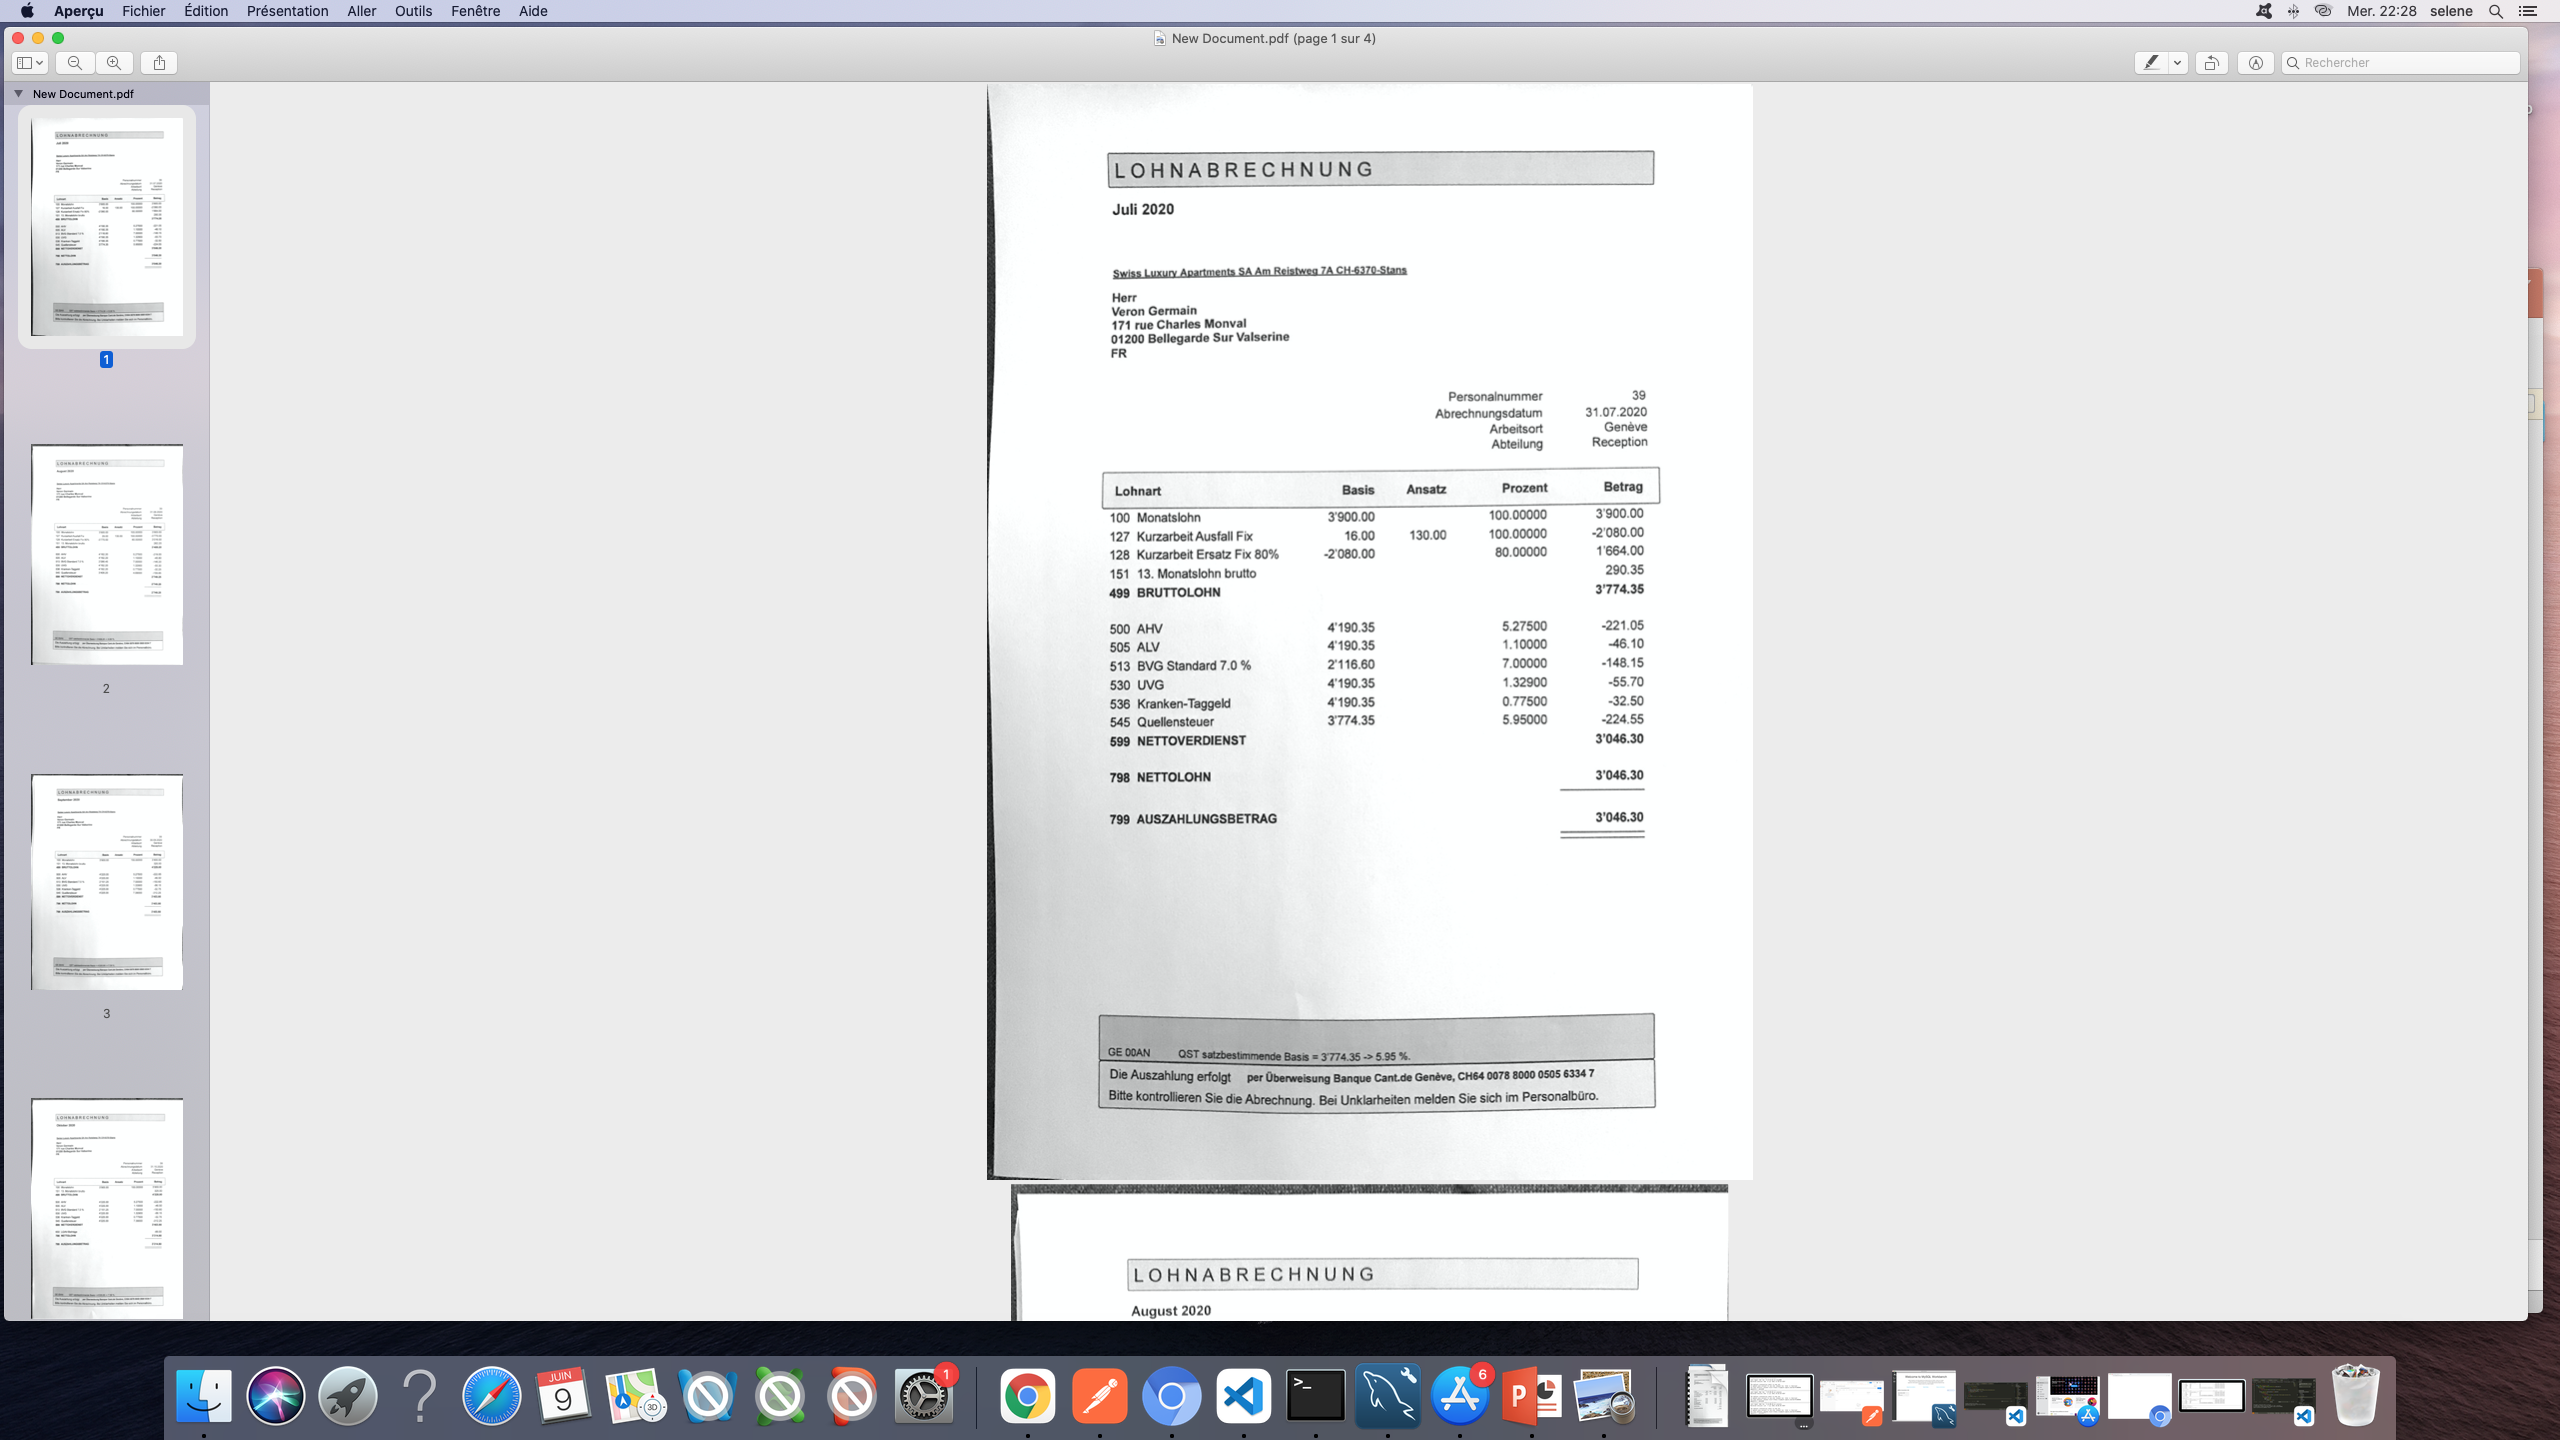 Aperçu Fichier Édition Présentation Aller Outils Fenêtre Aide Mer. 22:28 selene
New Document.pdf (page 1 sur 4)
Rechercher
New Document.pdf
1
2
3
LOHNABRECHNUNG
Juli 2020
Swiss Luxury Apartments SA Am Reistweg 7A CH-6370-Stans
Herr
Veron Germain
171 rue Charles Monval
01200 Bellegarde Sur Valserine
FR
Personalnummer 39
Abrechnungsdatum 31.07.2020
Arbeitsort Genève
Abteilung Reception
Lohnart Basis Ansatz Prozent Betrag
100 Monatslohn 3'900.00 100.00000 3'900.00
127 Kurzarbeit Ausfall Fix 16.00 130.00 100.00000 -2'080.00
128 Kurzarbeit Ersatz Fix 80% -2'080.00 80.00000 1'664.00
151 13. Monatslohn brutto 290.35
499 BRUTTOLOHN 3'774.35
500 AHV 4'190.35 5.27500 -221.05
505 ALV 4'190.35 1.10000 -46.10
513 BVG Standard 7.0 % 2'116.60 7.00000 -148.15
530 UVG 4'190.35 1.32900 -55.70
536 Kranken-Taggeld 4'190.35 0.77500 -32.50
545 Quellensteuer 3'774.35 5.95000 -224.55
599 NETTOVERDIENST 3'046.30
798 NETTOLOHN 3'046.30
799 AUSZAHLUNGSBETRAG 3'046.30
GE 00AN QST satzbestimmende Basis = 3'774.35 -> 5.95 %.
Die Auszahlung erfolgt per Überweisung Banque Cant.de Genève, CH64 0078 8000 0505 6334 7
Bitte kontrollieren Sie die Abrechnung. Bei Unklarheiten melden Sie sich im Personalbüro.
LOHNABRECHNUNG
August 2020
JUIN
9
3D
1
6